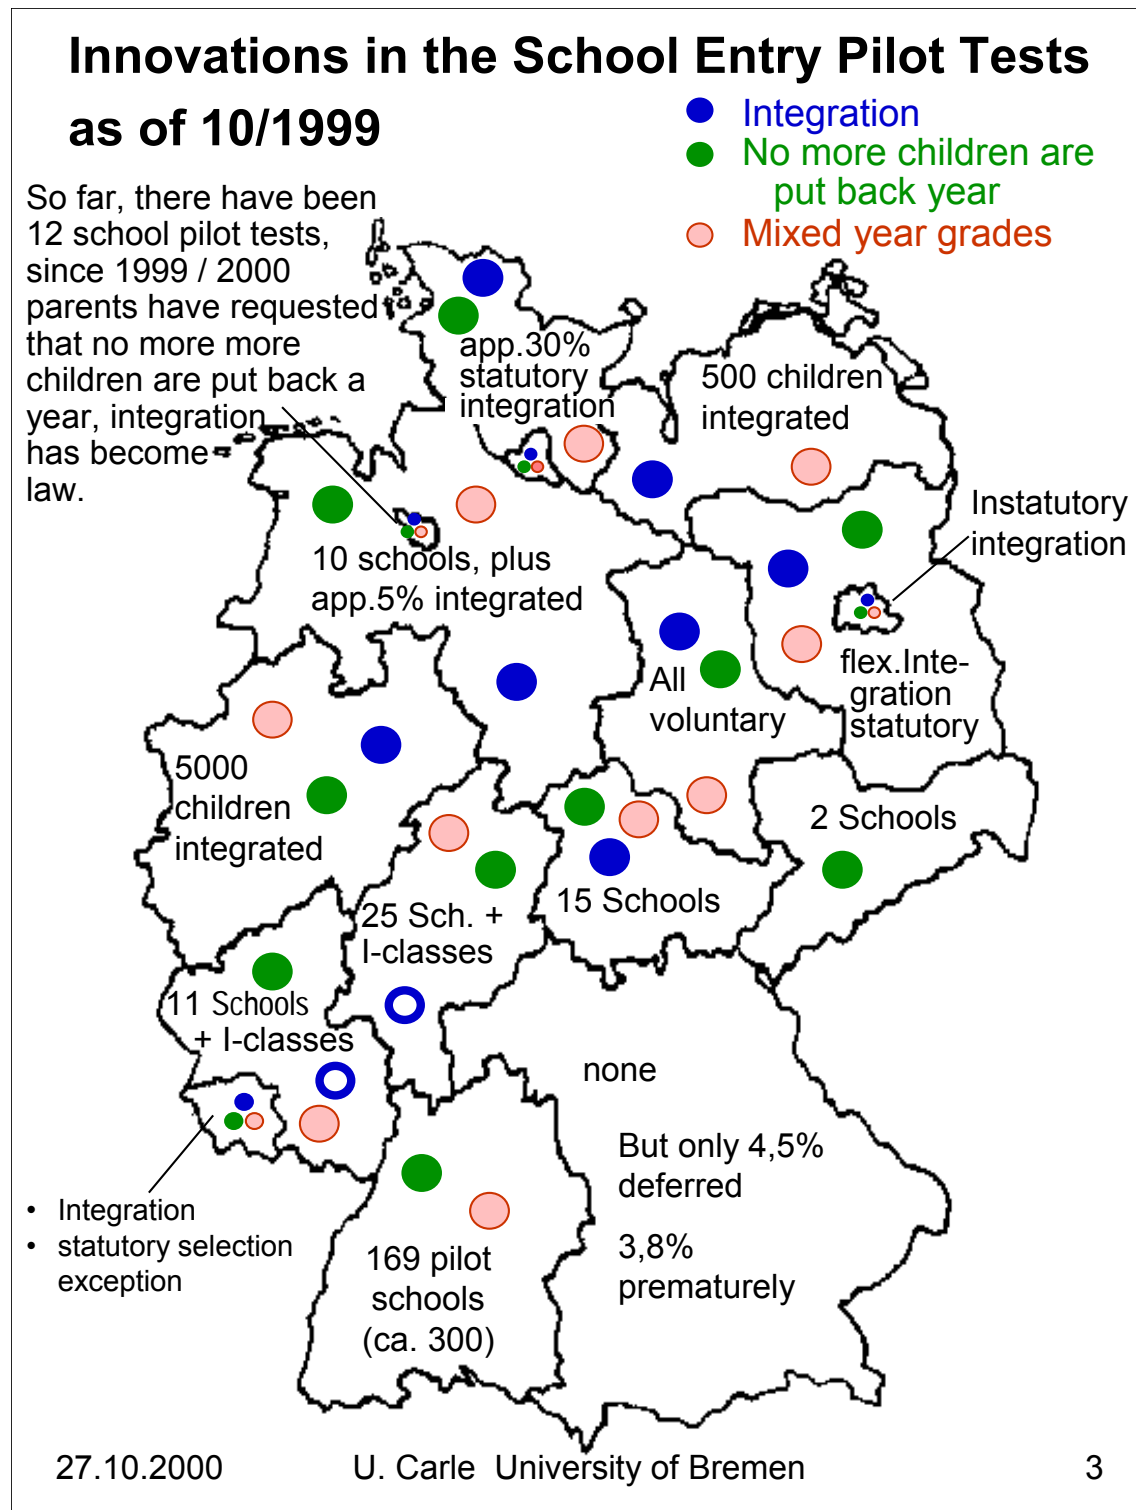 Innovations in the School Entry Pilot Tests
as of 10/1999
Integration
No more children are
put back year
Mixed year grades
So far, there have been
12 school pilot tests,
since 1999 / 2000
parents have requested
that no more more
children are put back a
year, integration
has become
law.
app.30%
statutory
integration
500 children
integrated
Instatutory
integration
10 schools, plus
app.5% integrated
flex.Inte-
gration
statutory
All
voluntary
5000
children
integrated
2 Schools
15 Schools
25 Sch. +
I-classes
11 Schools
+ I-classes
none
But only 4,5%
deferred
3,8%
prematurely
• Integration
• statutory selection
exception
169 pilot
schools
(ca. 300)
27.10.2000 U. Carle University of Bremen 3